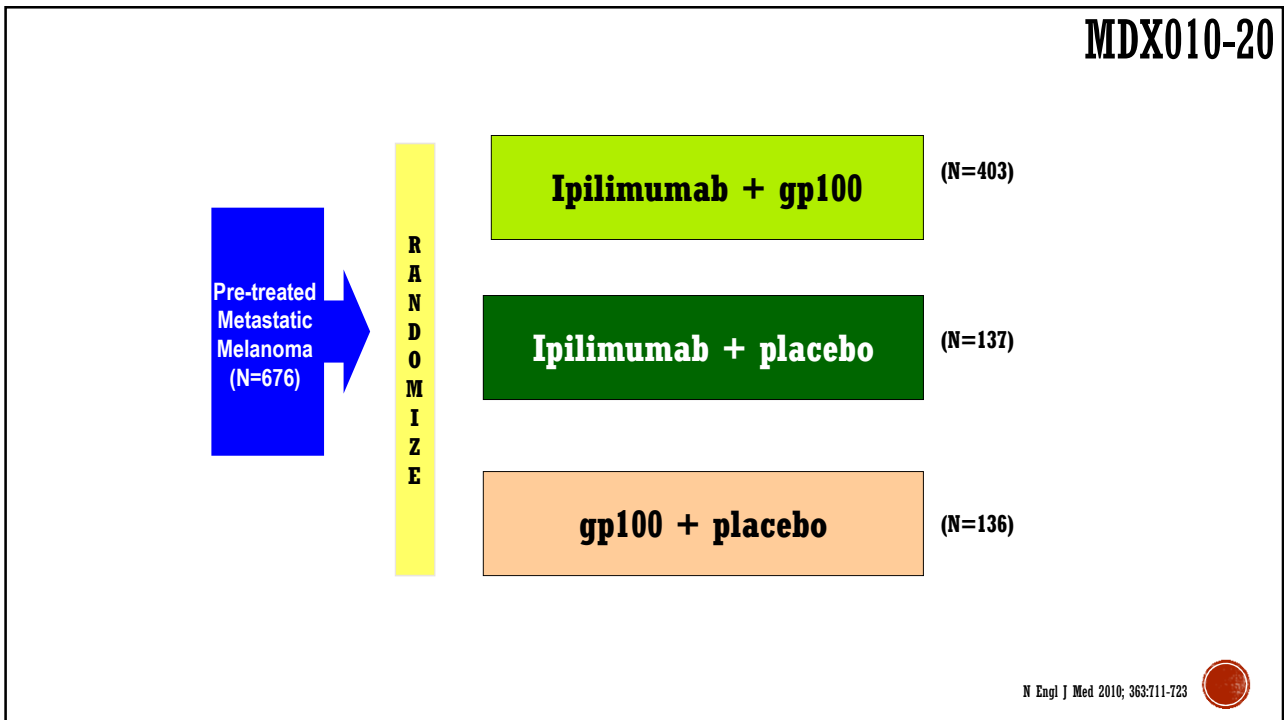 MDX010-20
Pre-treated
Metastatic
Melanoma
(N=676)
R
A
N
D
O
M
I
Z
E
Ipilimumab + gp100
(N=403)
Ipilimumab + placebo
(N=137)
gp100 + placebo
(N=136)
N Engl J Med 2010; 363:711-723